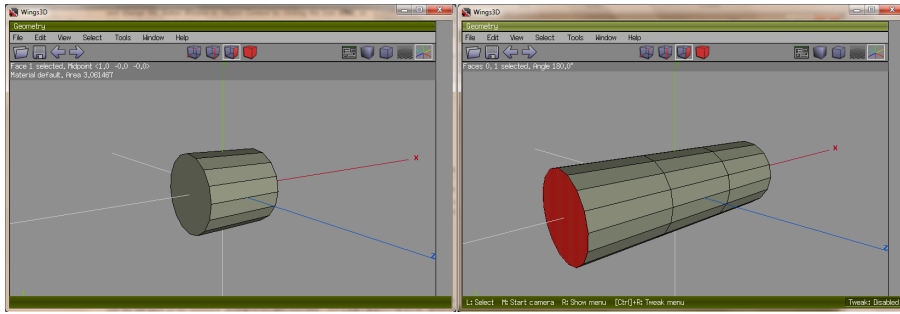 Wings3D
Geometry
File Edit View Select Tools Window Help
Face 1 selected. Midpoint <1.0 -0.0 -0.0>
Material default. Area 3.061467
X
Z
Wings3D
Geometry
File Edit View Select Tools Window Help
Faces 0, 1 selected. Angle 180.0°
X
Z
L: Select M: Start camera R: Show menu [Ctrl]+R: Tweak menu Tweak: Disabled